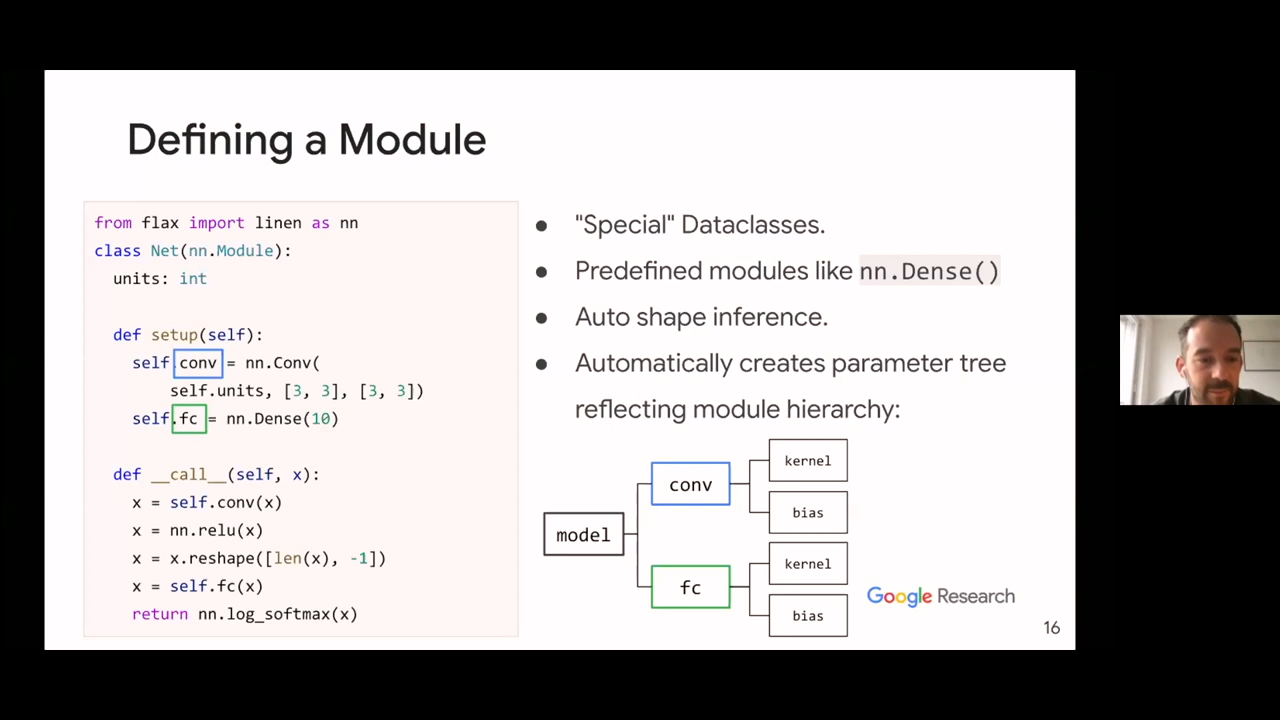 Defining a Module
from flax import linen as nn
class Net(nn.Module):
units: int
def setup(self):
self.conv = nn.Conv(
self.units, [3, 3], [3, 3])
self.fc = nn.Dense(10)
def __call__(self, x):
x = self.conv(x)
x = nn.relu(x)
x = x.reshape([len(x), -1])
x = self.fc(x)
return nn.log_softmax(x)
● "Special" Dataclasses.
● Predefined modules like nn.Dense()
● Auto shape inference.
● Automatically creates parameter tree
reflecting module hierarchy:
model
conv
kernel
bias
fc
kernel
bias
Google Research
16